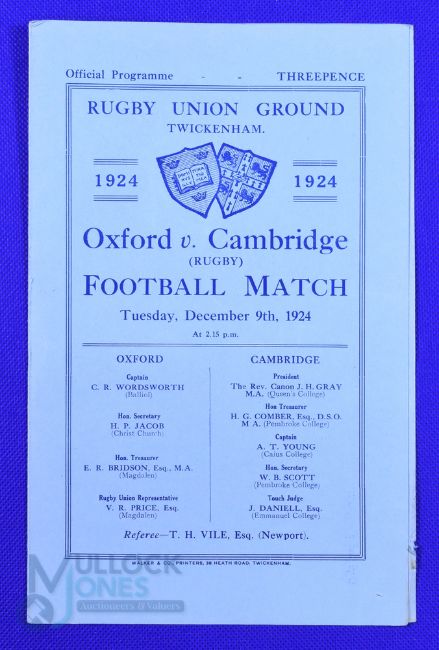 Official Programme - - THREEPENCE
RUGBY UNION GROUND
TWICKENHAM.
1924 1924
Oxford v. Cambridge
(RUGBY)
FOOTBALL MATCH
Tuesday, December 9th, 1924
At 2.15 p.m.
OXFORD
Captain
C. R. WORDSWORTH
(Balliol)
Hon. Secretary
H. P. JACOB
(Christ Church)
Hon. Treasurer
E. R. BRIDSON, Esq., M.A.
(Magdalen)
Rugby Union Representative
V. R. PRICE, Esq.
(Magdalen)
CAMBRIDGE
President
The Rev. Canon J. H. GRAY
M.A. (Queen's College)
Hon Treasurer
H. G. COMBER, Esq., D.S.O.
M A. (Pembroke College)
Captain
A. T. YOUNG
(Caius College)
Hon. Secretary
W. B. SCOTT
(Pembroke College)
Touch Judge
J. DANIELL, Esq.
(Emmanuel College)
Referee—T. H. VILE, Esq. (Newport).
WALKER & CO., PRINTERS, 38 HEATH ROAD, TWICKENHAM.
MULLOCK
JONES
Auctioneers & Valuers